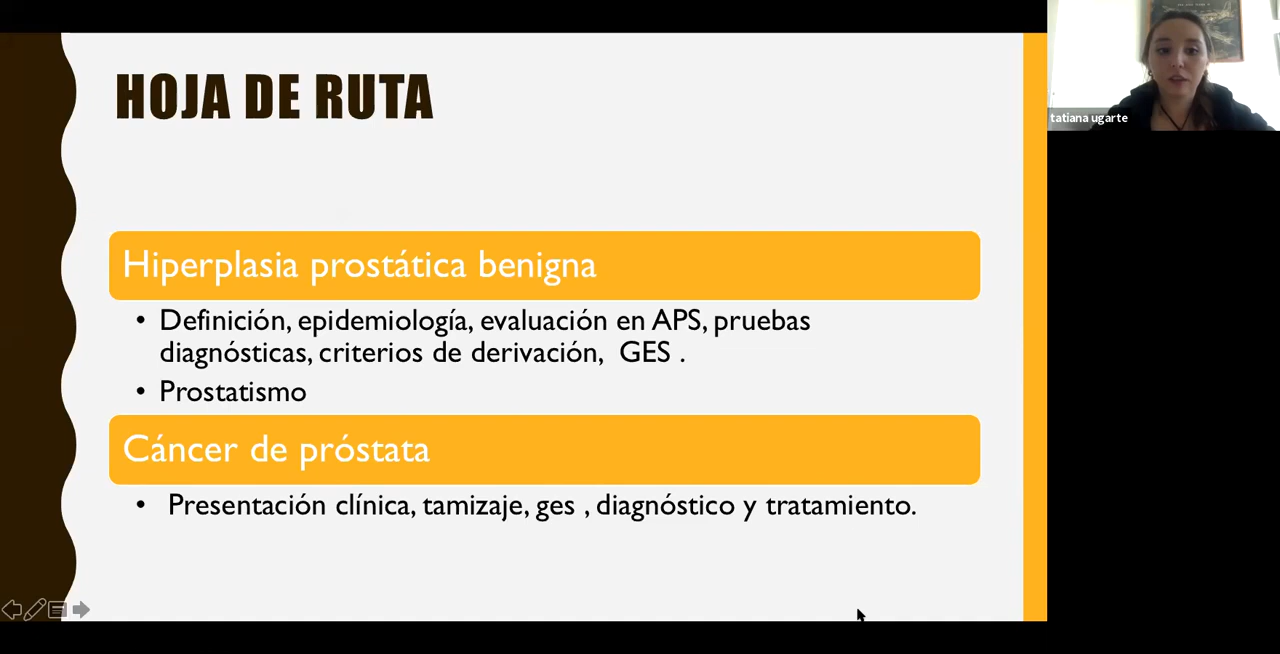 HOJA DE RUTA
Hiperplasia prostática benigna
• Definición, epidemiología, evaluación en APS, pruebas
diagnósticas, criterios de derivación,  GES .
• Prostatismo
Cáncer de próstata
•  Presentación clínica, tamizaje, ges , diagnóstico y tratamiento.
tatiana ugarte